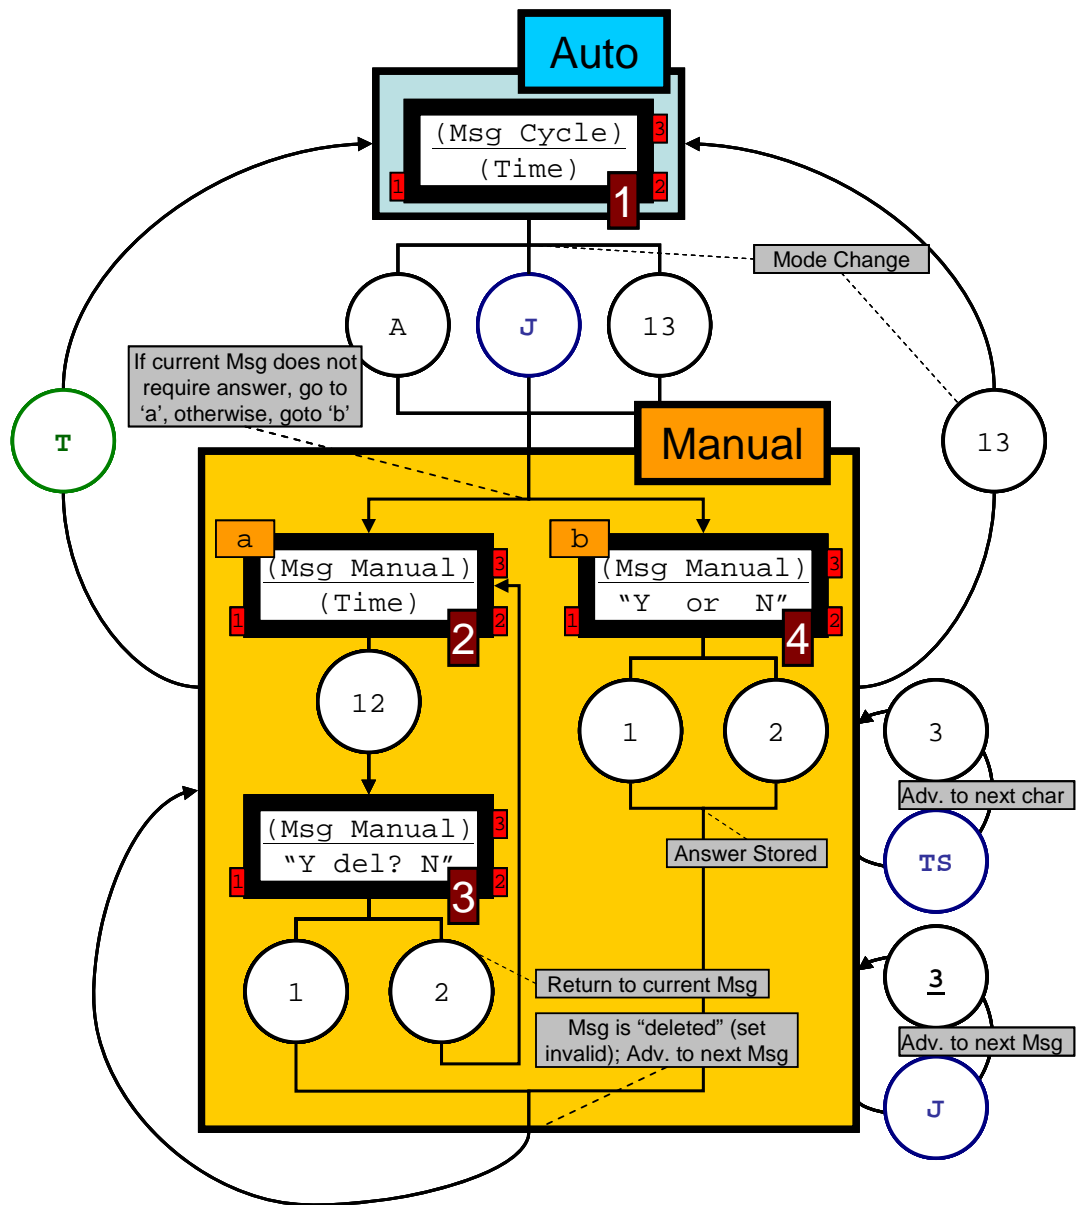 Auto
(Msg Cycle)
(Time)
3
1
2
1
Mode Change
A
J
13
If current Msg does not
require answer, go to
‘a’, otherwise, goto ‘b’
T
13
Manual
a
(Msg Manual)
(Time)
3
1
2
2
b
(Msg Manual)
“Y or N”
3
1
2
4
12
1
2
3
Adv. to next char
TS
(Msg Manual)
“Y del? N”
3
1
2
3
Answer Stored
1
2
Return to current Msg
3
Adv. to next Msg
J
Msg is “deleted” (set
invalid); Adv. to next Msg